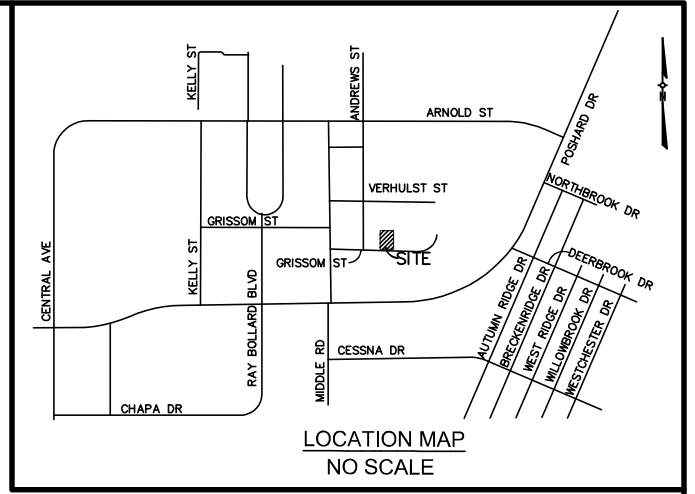 KELLY ST
ANDREWS ST
ARNOLD ST
POSHARD DR
N
NORTHBROOK DR
VERHULST ST
GRISSOM ST
GRISSOM ST
SITE
DEERBROOK DR
CENTRAL AVE
KELLY ST
RAY BOLLARD BLVD
MIDDLE RD
CESSNA DR
AUTUMN RIDGE DR
BRECKENRIDGE DR
WEST RIDGE DR
WILLOWBROOK DR
WESTCHESTER DR
CHAPA DR
LOCATION MAP
NO SCALE